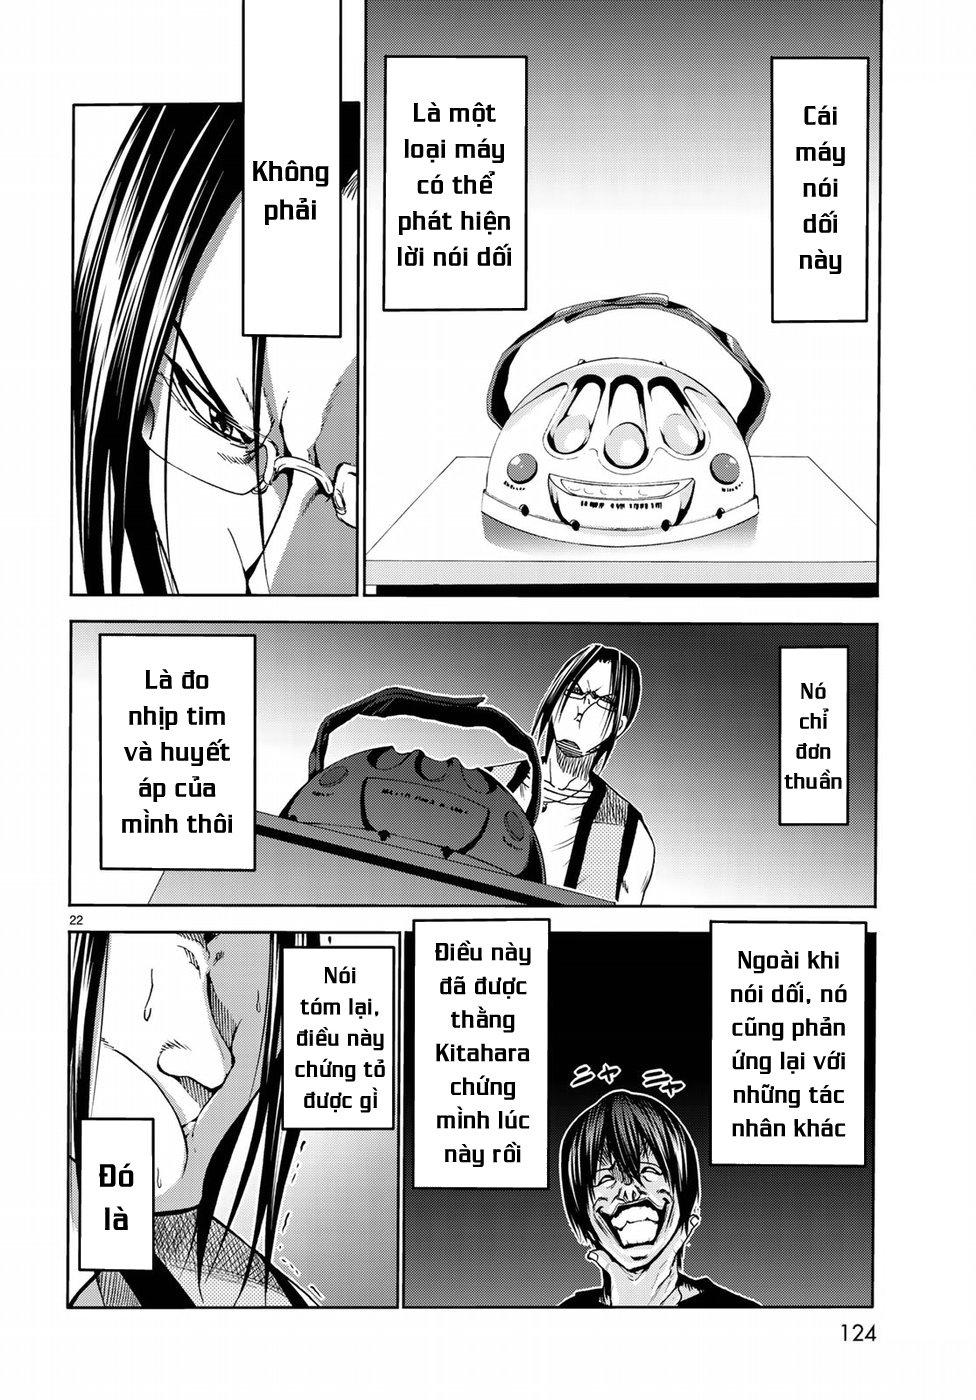 Cái
máy
nói
dối
này
Là một
loại máy
có thể
phát hiện
lời nói dối
Không
phải
Nó
chỉ
đơn
thuần
Là đo
nhịp tim
và huyết
áp của
mình thôi
22
Ngoài khi
nói dối, nó
cũng phản
ứng lại với
những tác
nhân khác
Điều này
đã được
thằng
Kitahara
chứng
mình lúc
này rồi
ニャ ニャ
Nói
tóm lại,
điều này
chứng tỏ
được gì
Đó
là
124